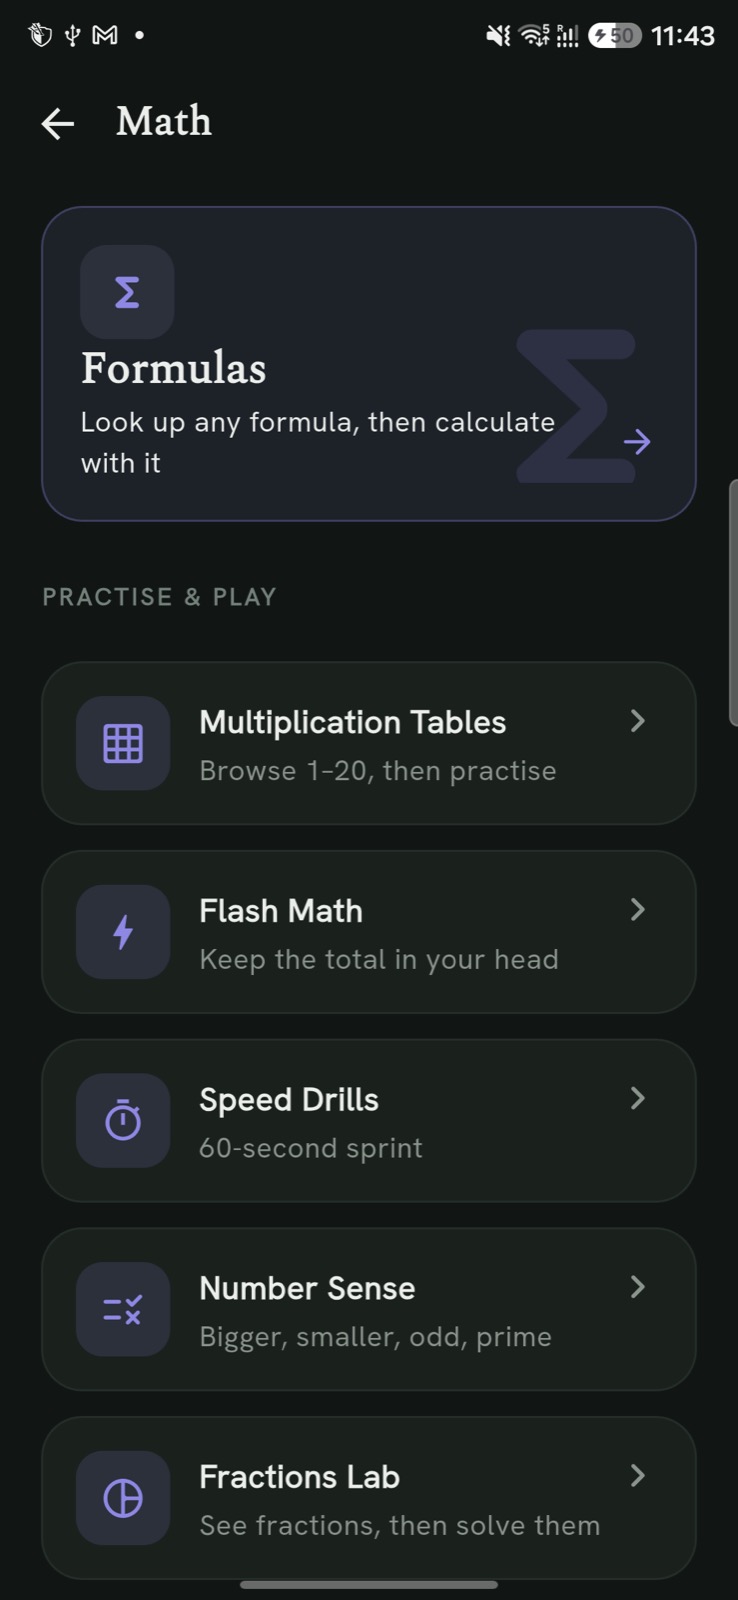 50 11:43
Math
Σ
Formulas
Look up any formula, then calculate
with it
PRACTISE & PLAY
Multiplication Tables
Browse 1–20, then practise
Flash Math
Keep the total in your head
Speed Drills
60-second sprint
Number Sense
Bigger, smaller, odd, prime
Fractions Lab
See fractions, then solve them